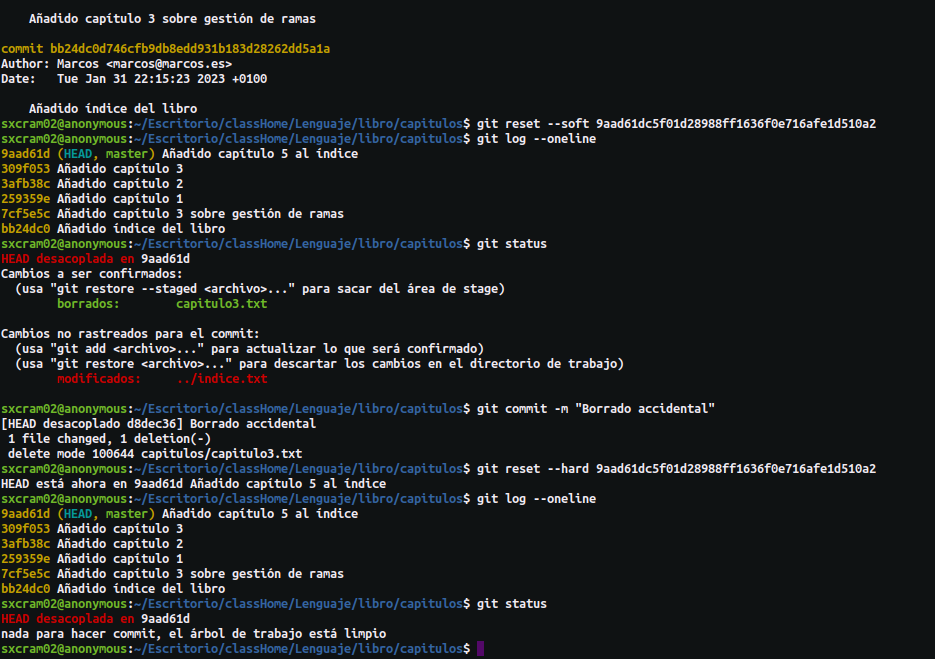 Añadido capítulo 3 sobre gestión de ramas
commit bb24dc0d746cfb9db8edd931b183d28262dd5a1a
Author: Marcos <marcos@marcos.es>
Date:   Tue Jan 31 22:15:23 2023 +0100
Añadido índice del libro
sxcram02@anonymous:~/Escritorio/classHome/Lenguaje/libro/capitulos$ git reset --soft 9aad61dc5f01d28988ff1636f0e716afe1d510a2
sxcram02@anonymous:~/Escritorio/classHome/Lenguaje/libro/capitulos$ git log --oneline
9aad61d (HEAD, master) Añadido capítulo 5 al índice
309f053 Añadido capítulo 3
3afb38c Añadido capítulo 2
259359e Añadido capítulo 1
7cf5e5c Añadido capítulo 3 sobre gestión de ramas
bb24dc0 Añadido índice del libro
sxcram02@anonymous:~/Escritorio/classHome/Lenguaje/libro/capitulos$ git status
HEAD desacoplada en 9aad61d
Cambios a ser confirmados:
  (usa "git restore --staged <archivo>..." para sacar del área de stage)
borrados:        capitulo3.txt
Cambios no rastreados para el commit:
  (usa "git add <archivo>..." para actualizar lo que será confirmado)
  (usa "git restore <archivo>..." para descartar los cambios en el directorio de trabajo)
modificados:     ../indice.txt
sxcram02@anonymous:~/Escritorio/classHome/Lenguaje/libro/capitulos$ git commit -m "Borrado accidental"
[HEAD desacoplado d8dec36] Borrado accidental
 1 file changed, 1 deletion(-)
 delete mode 100644 capitulos/capitulo3.txt
sxcram02@anonymous:~/Escritorio/classHome/Lenguaje/libro/capitulos$ git reset --hard 9aad61dc5f01d28988ff1636f0e716afe1d510a2
HEAD está ahora en 9aad61d Añadido capítulo 5 al índice
sxcram02@anonymous:~/Escritorio/classHome/Lenguaje/libro/capitulos$ git log --oneline
9aad61d (HEAD, master) Añadido capítulo 5 al índice
309f053 Añadido capítulo 3
3afb38c Añadido capítulo 2
259359e Añadido capítulo 1
7cf5e5c Añadido capítulo 3 sobre gestión de ramas
bb24dc0 Añadido índice del libro
sxcram02@anonymous:~/Escritorio/classHome/Lenguaje/libro/capitulos$ git status
HEAD desacoplada en 9aad61d
nada para hacer commit, el árbol de trabajo está limpio
sxcram02@anonymous:~/Escritorio/classHome/Lenguaje/libro/capitulos$